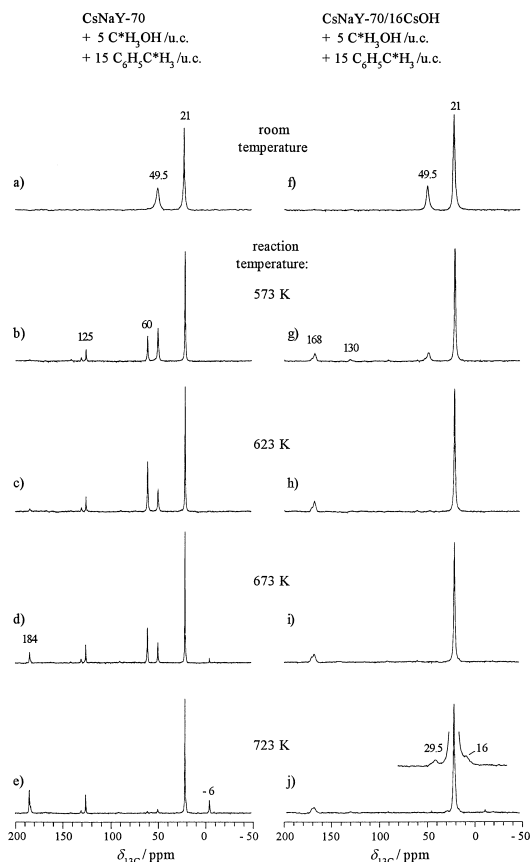 CsNaY-70
+ 5 C*H₃OH/u.c.
+ 15 C₆H₅C*H₃/u.c.
CsNaY-70/16CsOH
+ 5 C*H₃OH/u.c.
+ 15 C₆H₅C*H₃/u.c.
room
temperature
a)
49.5
21
f)
49.5
21
reaction
temperature:
573 K
b)
125
60
g)
168
130
623 K
c)
h)
673 K
d)
184
i)
723 K
e)
- 6
j)
29.5
16
200 150 100 50 0 - 50
200 150 100 50 0 - 50
δ₁₃C / ppm
δ₁₃C / ppm